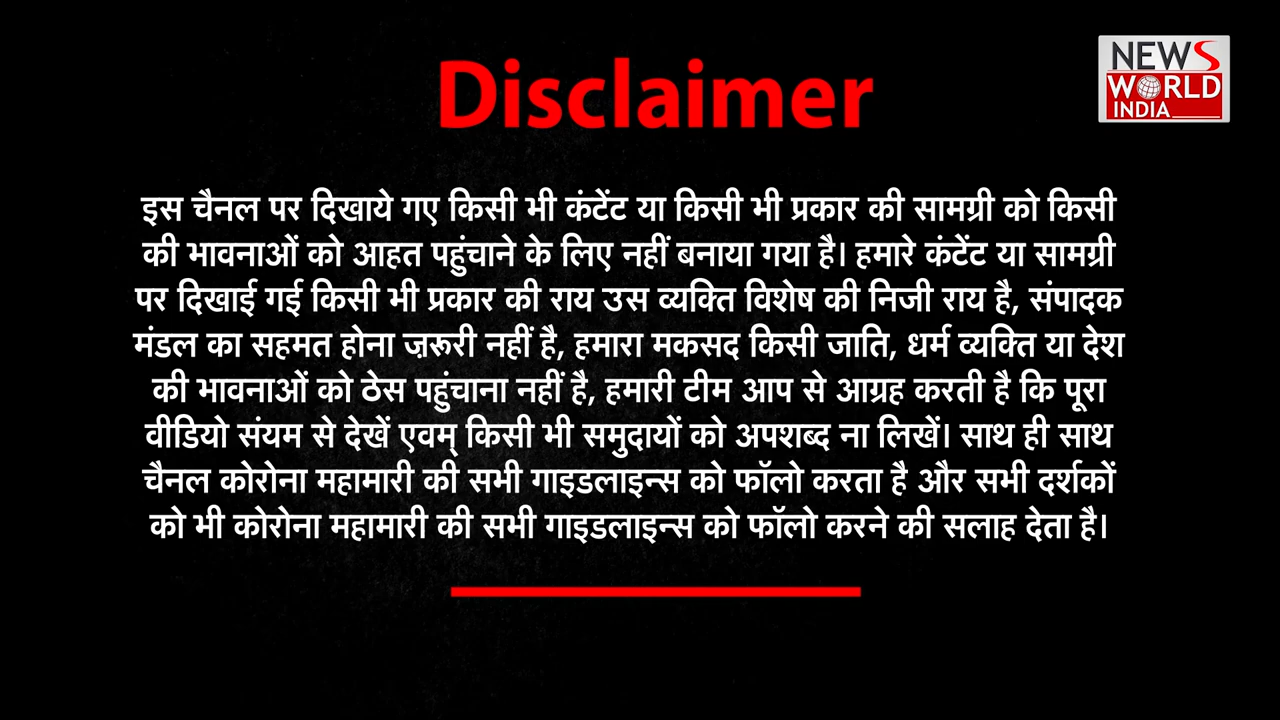 Disclaimer
NEWS
WORLD
INDIA
इस चैनल पर दिखाये गए किसी भी कंटेंट या किसी भी प्रकार की सामग्री को किसी
की भावनाओं को आहत पहुंचाने के लिए नहीं बनाया गया है। हमारे कंटेंट या सामग्री
पर दिखाई गई किसी भी प्रकार की राय उस व्यक्ति विशेष की निजी राय है, संपादक
मंडल का सहमत होना ज़रूरी नहीं है, हमारा मकसद किसी जाति, धर्म व्यक्ति या देश
की भावनाओं को ठेस पहुंचाना नहीं है, हमारी टीम आप से आग्रह करती है कि पूरा
वीडियो संयम से देखें एवम् किसी भी समुदायों को अपशब्द ना लिखें। साथ ही साथ
चैनल कोरोना महामारी की सभी गाइडलाइन्स को फॉलो करता है और सभी दर्शकों
को भी कोरोना महामारी की सभी गाइडलाइन्स को फॉलो करने की सलाह देता है।